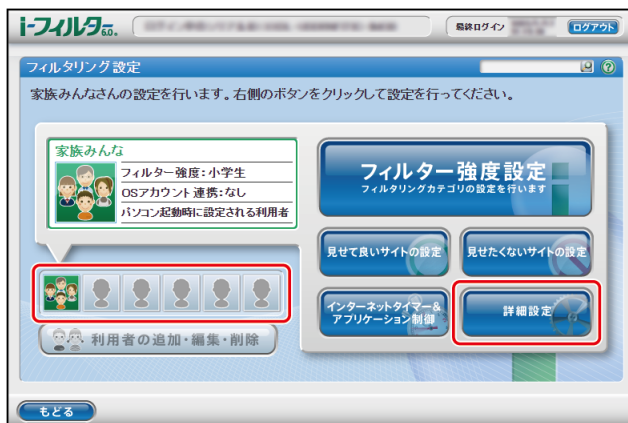 i-フィルター6.0.
最終ログイン
ログアウト
フィルタリング設定
家族みんなさんの設定を行います。右側のボタンをクリックして設定を行ってください。
家族みんな
フィルター強度：小学生
OSアカウント連携：なし
パソコン起動時に設定される利用者
利用者の追加・編集・削除
フィルター強度設定
フィルタリングカテゴリの設定を行います
見せて良いサイトの設定
見せたくないサイトの設定
インターネットタイマー&
アプリケーション制御
詳細設定
もどる